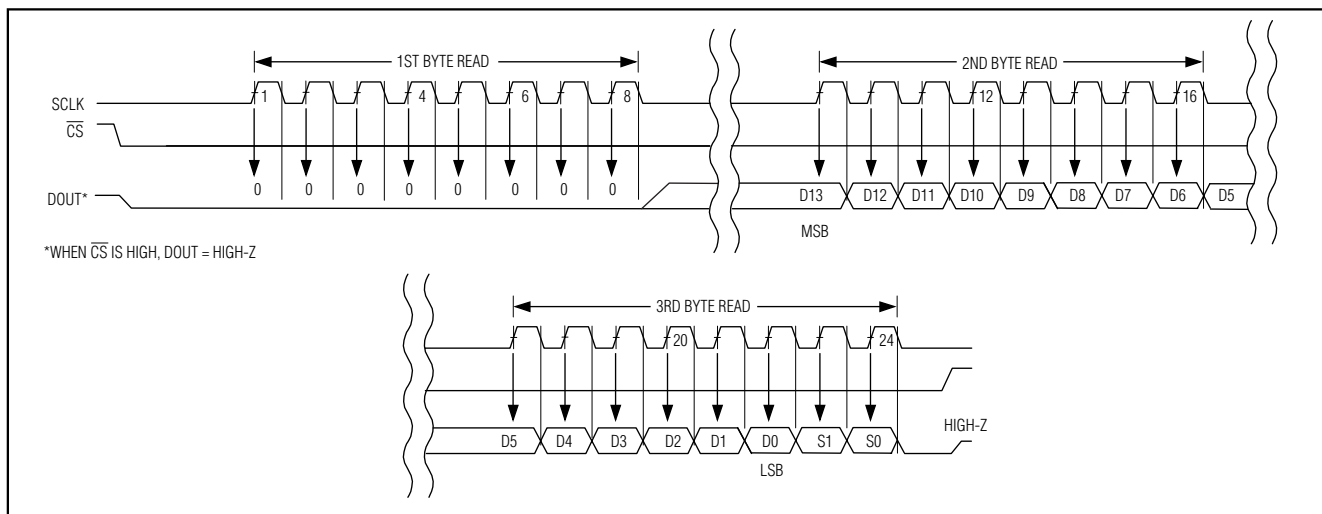 1ST BYTE READ
2ND BYTE READ
SCLK 1 4 6 8 12 16
CS
0 0 0 0 0 0 0 0
DOUT* D13 D12 D11 D10 D9 D8 D7 D6 D5
MSB
*WHEN CS IS HIGH, DOUT = HIGH-Z
3RD BYTE READ
20 24
D5 D4 D3 D2 D1 D0 S1 S0 HIGH-Z
LSB